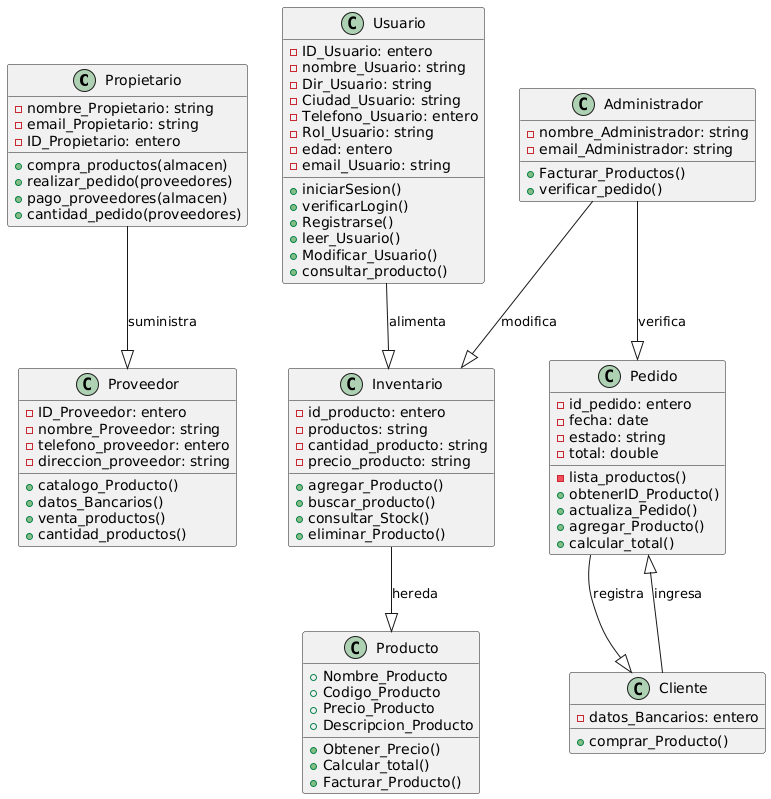 C Propietario
nombre_Propietario: string
email_Propietario: string
ID_Propietario: entero
compra_productos(almacen)
realizar_pedido(proveedores)
pago_proveedores(almacen)
cantidad_pedido(proveedores)
C Usuario
ID_Usuario: entero
nombre_Usuario: string
Dir_Usuario: string
Ciudad_Usuario: string
Telefono_Usuario: entero
Rol_Usuario: string
edad: entero
email_Usuario: string
iniciarSesion()
verificarLogin()
Registrarse()
leer_Usuario()
Modificar_Usuario()
consultar_producto()
C Administrador
nombre_Administrador: string
email_Administrador: string
Facturar_Productos()
verificar_pedido()
suministra
alimenta
modifica
verifica
C Proveedor
ID_Proveedor: entero
nombre_Proveedor: string
telefono_proveedor: entero
direccion_proveedor: string
catalogo_Producto()
datos_Bancarios()
venta_productos()
cantidad_productos()
C Inventario
id_producto: entero
productos: string
cantidad_producto: string
precio_producto: string
agregar_Producto()
buscar_producto()
consultar_Stock()
eliminar_Producto()
C Pedido
id_pedido: entero
fecha: date
estado: string
total: double
lista_productos()
obtenerID_Producto()
actualiza_Pedido()
agregar_Producto()
calcular_total()
hereda
registra
ingresa
C Producto
Nombre_Producto
Codigo_Producto
Precio_Producto
Descripcion_Producto
Obtener_Precio()
Calcular_total()
Facturar_Producto()
C Cliente
datos_Bancarios: entero
comprar_Producto()